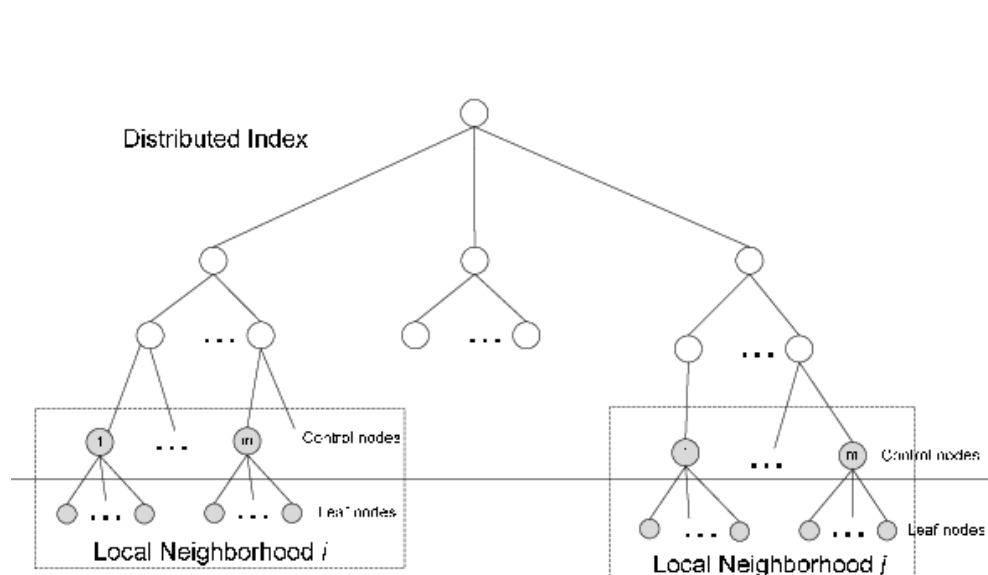 Distributed Index
1
m
Control nodes
m
Control nodes
Leaf nodes
Leaf nodes
Local Neighborhood i
Local Neighborhood j